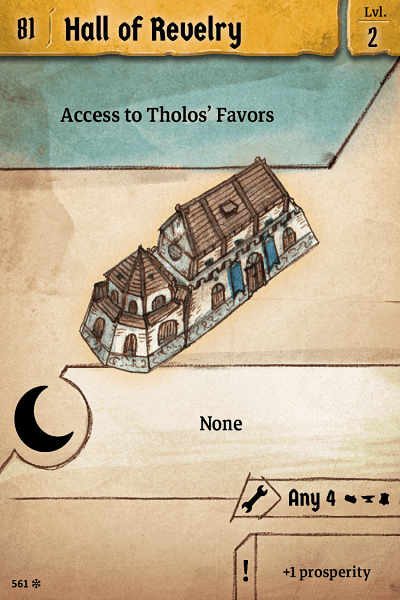 81 Hall of Revelry
Lvl.
2
Access to Tholos' Favors
None
Any 4
! +1 prosperity
561